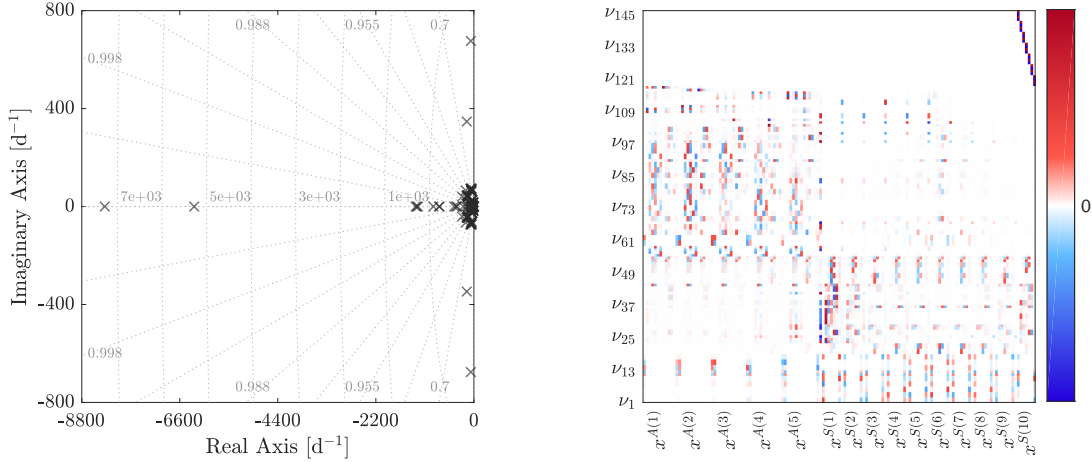 800
400
0
-400
-800
Imaginary Axis [d⁻¹]
0.998
0.988
0.955
0.7
7e+03
5e+03
3e+03
1e+03
0.998
0.988
0.955
0.7
-8800
-6600
-4400
-2200
0
Real Axis [d⁻¹]
ν₁₄₅
ν₁₃₃
ν₁₂₁
ν₁₀₉
ν₉₇
ν₈₅
ν₇₃
ν₆₁
ν₄₉
ν₃₇
ν₂₅
ν₁₃
ν₁
x^A(1)
x^A(2)
x^A(3)
x^A(4)
x^A(5)
x^S(1)
x^S(2)
x^S(3)
x^S(4)
x^S(5)
x^S(6)
x^S(7)
x^S(8)
x^S(9)
x^S(10)
0